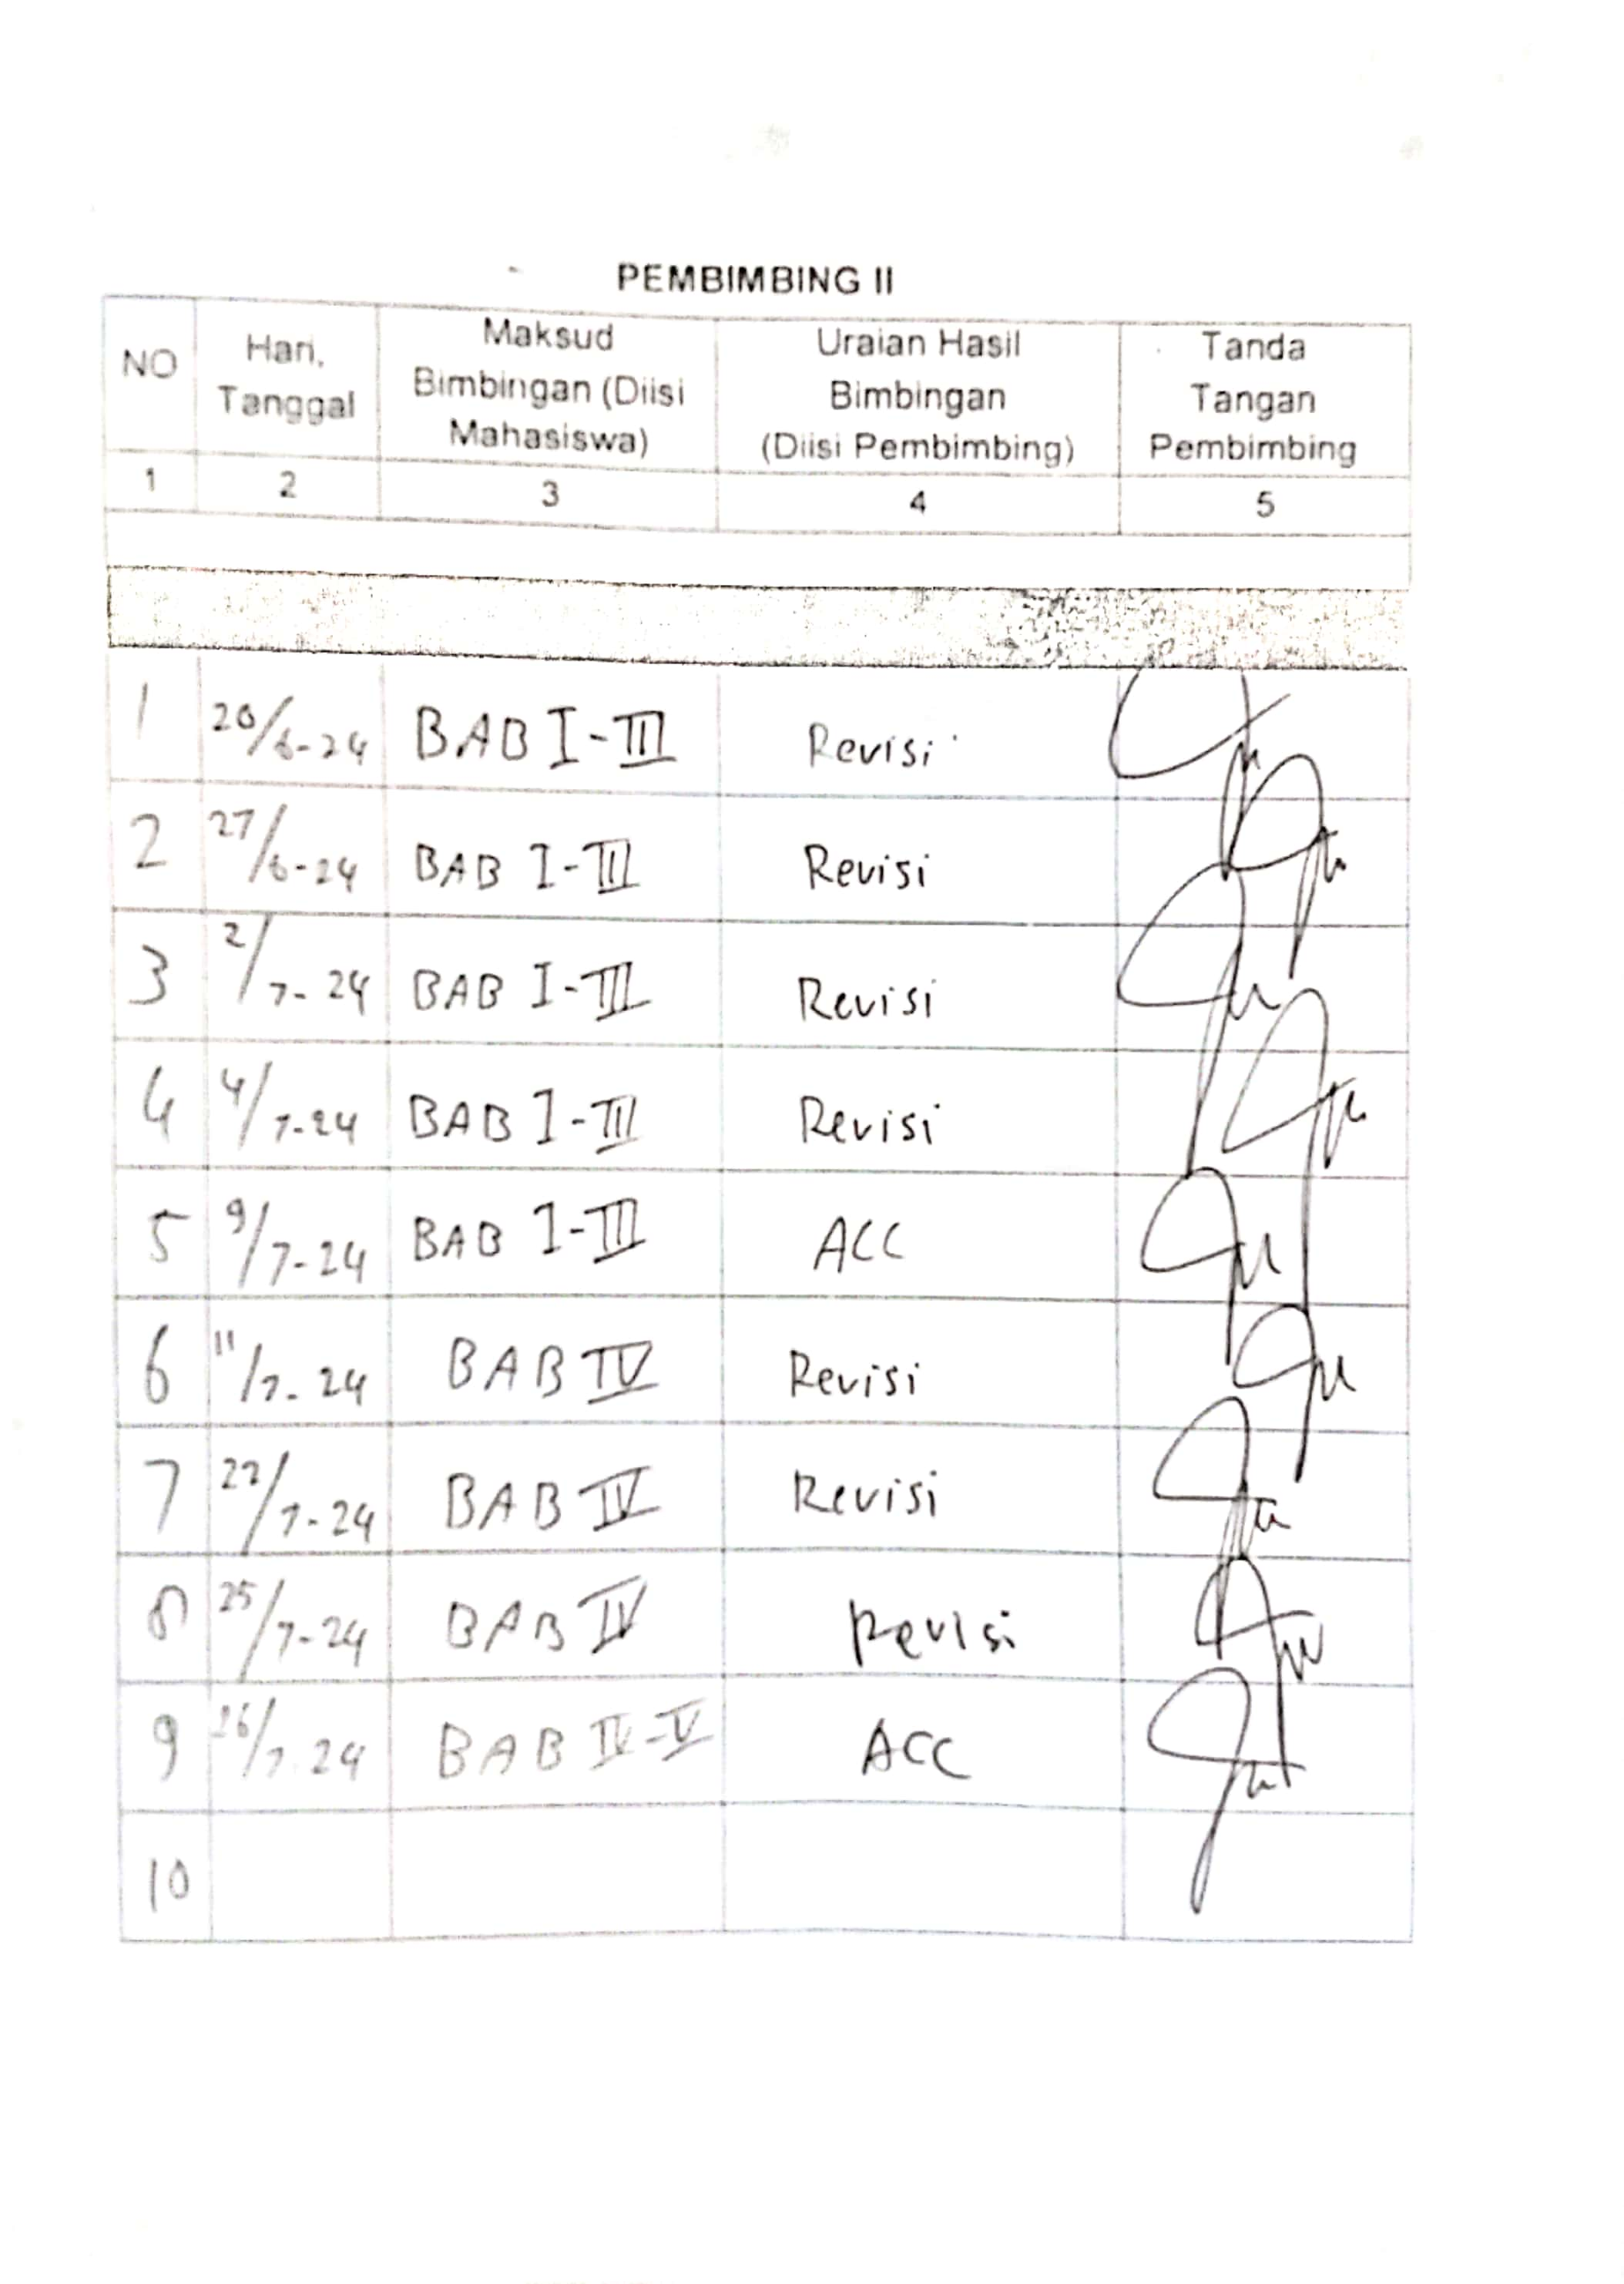 PEMBIMBING II
NO
Hari,
Tanggal
Maksud
Bimbingan (Diisi
Mahasiswa)
Uraian Hasil
Bimbingan
(Diisi Pembimbing)
Tanda
Tangan
Pembimbing
1 2 3 4 5
1 20/6-24 BAB I-III Revisi
2 27/6-24 BAB I-III Revisi
3 2/7-24 BAB I-III Revisi
4 4/7-24 BAB I-III Revisi
5 9/7-24 BAB I-III ACC
6 11/7-24 BAB IV Revisi
7 22/7-24 BAB IV Revisi
8 25/7-24 BAB IV Revisi
9 26/7-24 BAB IV-V ACC
10